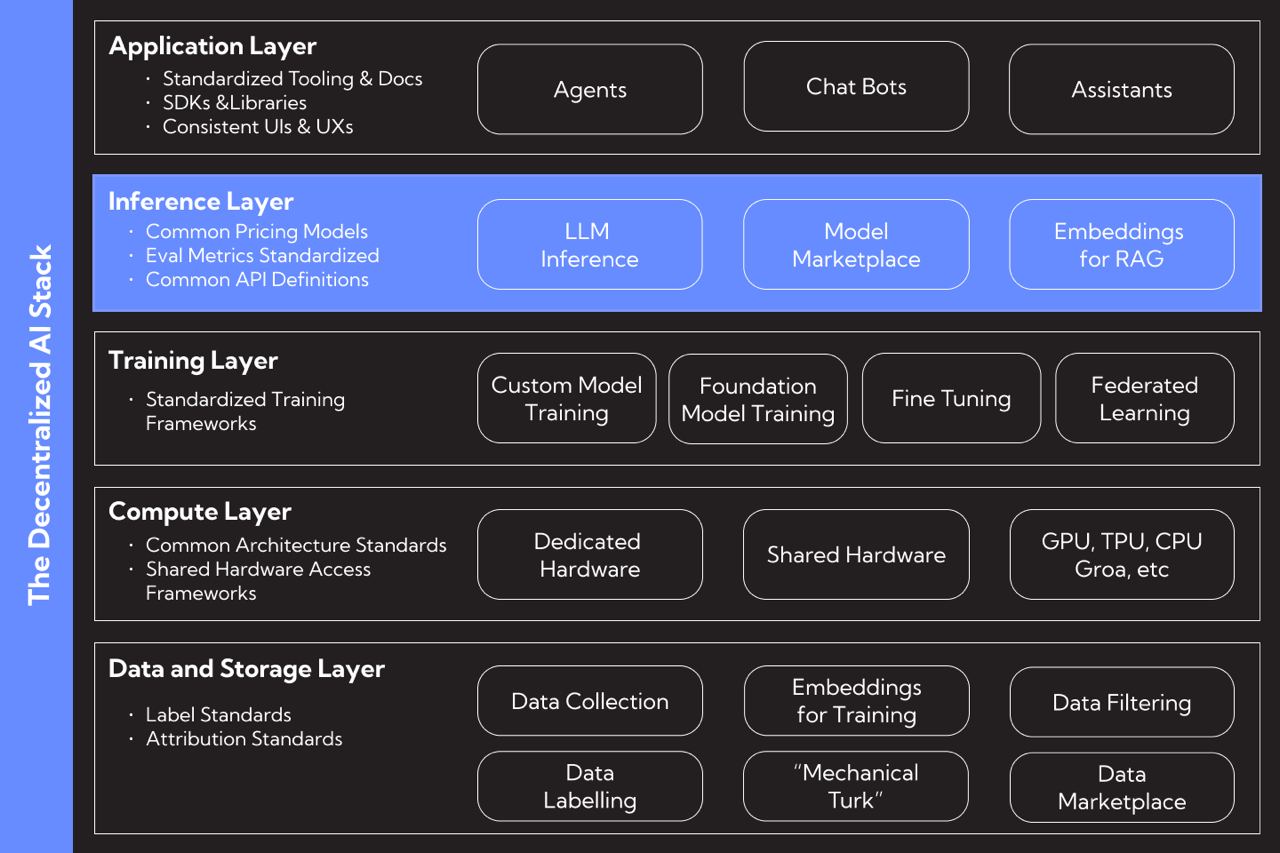 The Decentralized AI Stack
Application Layer
· Standardized Tooling & Docs
· SDKs &Libraries
· Consistent UIs & UXs
Agents
Chat Bots
Assistants
Inference Layer
· Common Pricing Models
· Eval Metrics Standardized
· Common API Definitions
LLM
Inference
Model
Marketplace
Embeddings
for RAG
Training Layer
· Standardized Training
Frameworks
Custom Model
Training
Foundation
Model Training
Fine Tuning
Federated
Learning
Compute Layer
· Common Architecture Standards
· Shared Hardware Access
Frameworks
Dedicated
Hardware
Shared Hardware
GPU, TPU, CPU
Groa, etc
Data and Storage Layer
· Label Standards
· Attribution Standards
Data Collection
Embeddings
for Training
Data Filtering
Data
Labelling
“Mechanical
Turk”
Data
Marketplace